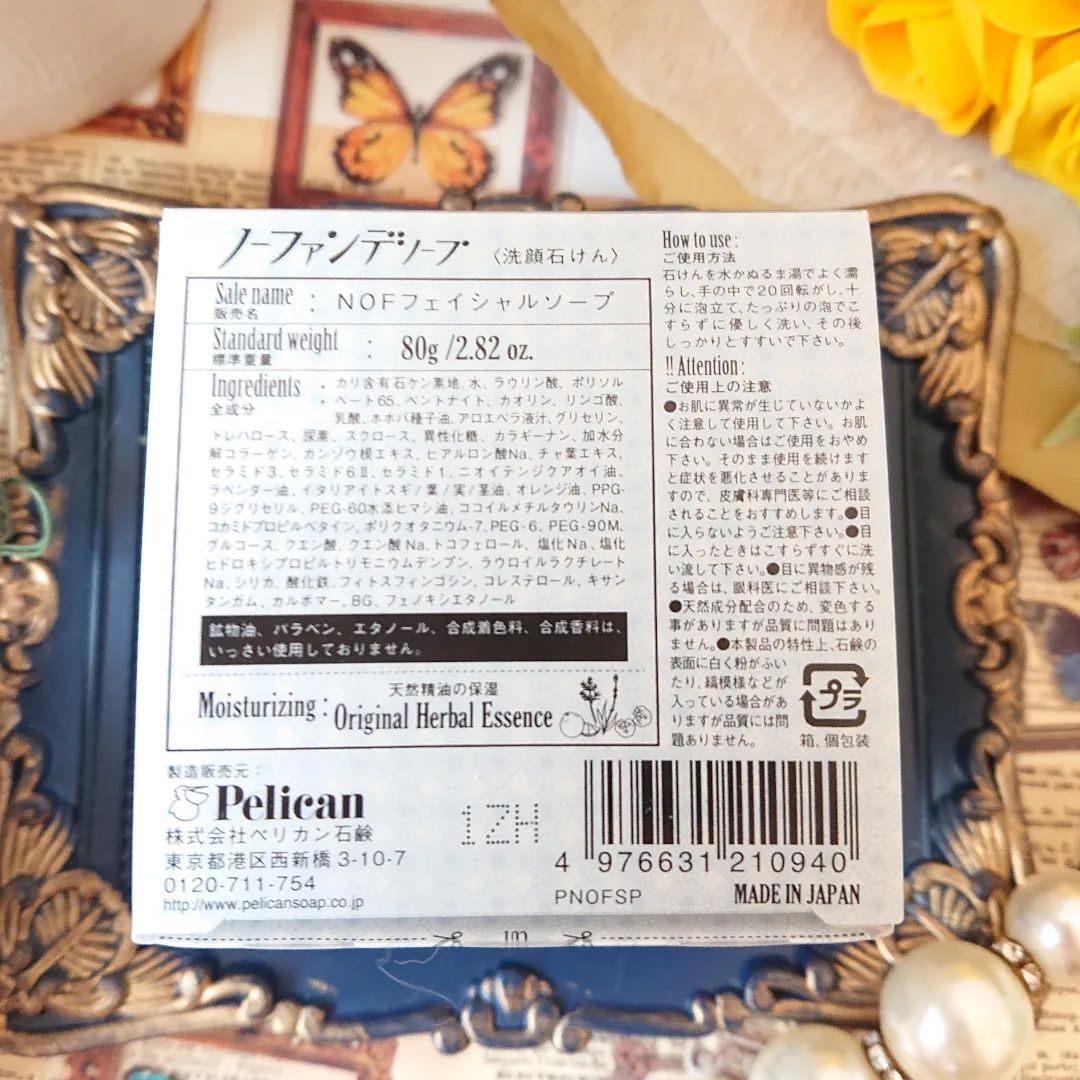 ノーファンデソープ 〈洗顔石けん〉
Sale name : NOFフェイシャルソープ
販売名
Standard weight : 80g /2.82 oz.
標準重量
Ingredients
全成分
: カリ含有石ケン素地、水、ラウリン酸、ポリソル
ベート65、ベントナイト、カオリン、リンゴ酸、
乳酸、ホホバ種子油、アロエベラ液汁、グリセリン、
トレハロース、尿素、スクロース、異性化糖、カラギーナン、加水分
解コラーゲン、カンゾウ根エキス、ヒアルロン酸Na、チャ葉エキス、
セラミド3、セラミド6Ⅱ、セラミド1、ニオイテンジクアオイ油、
ラベンダー油、イタリアイトスギ/葉/実/茎油、オレンジ油、PPG-
9ジグリセリル、PEG-60水添ヒマシ油、ココイルメチルタウリンNa、
コカミドプロピルベタイン、ポリクオタニウム-7、PEG-6、PEG-90M、
グルコース、クエン酸、クエン酸Na、トコフェロール、塩化Na、塩化
ヒドロキシプロピルトリモニウムデンプン、ラウロイルラクチレート
Na、シリカ、酸化鉄、フィトスフィンゴシン、コレステロール、キサン
タンガム、カルボマー、BG、フェノキシエタノール
鉱物油、パラベン、エタノール、合成着色料、合成香料は、
いっさい使用しておりません。
天然精油の保湿
Moisturizing : Original Herbal Essence
How to use :
ご使用方法
石けんを水かぬるま湯でよく濡
らし、手の中で20回転がし、十
分に泡立て、たっぷりの泡でこ
すらずに優しく洗い、その後
しっかりとすすいで下さい。
!! Attention :
ご使用上の注意
●お肌に異常が生じていないかよ
く注意して使用して下さい。お肌
に合わない場合はご使用をおやめ
下さい。そのまま使用を続けます
と症状を悪化させることがありま
すので、皮膚科専門医等にご相談
されることをおすすめします。●目
に入らないようご注意下さい。●目
に入ったときはこすらずすぐに洗
い流して下さい。●目に異物感が残
る場合は、眼科医にご相談下さい。
●天然成分配合のため、変色する
事がありますが品質に問題はあり
ません。●本製品の特性上、石鹸の
表面に白く粉がふい
たり、縞模様などが
入っている場合があ
りますが品質には問
題ありません。
プラ
箱、個包装
製造販売元:
Pelican
株式会社ペリカン石鹸
東京都港区西新橋 3-10-7
0120-711-754
http://www.pelicansoap.co.jp
1ZH
4 976631 210940
PNOFSP MADE IN JAPAN